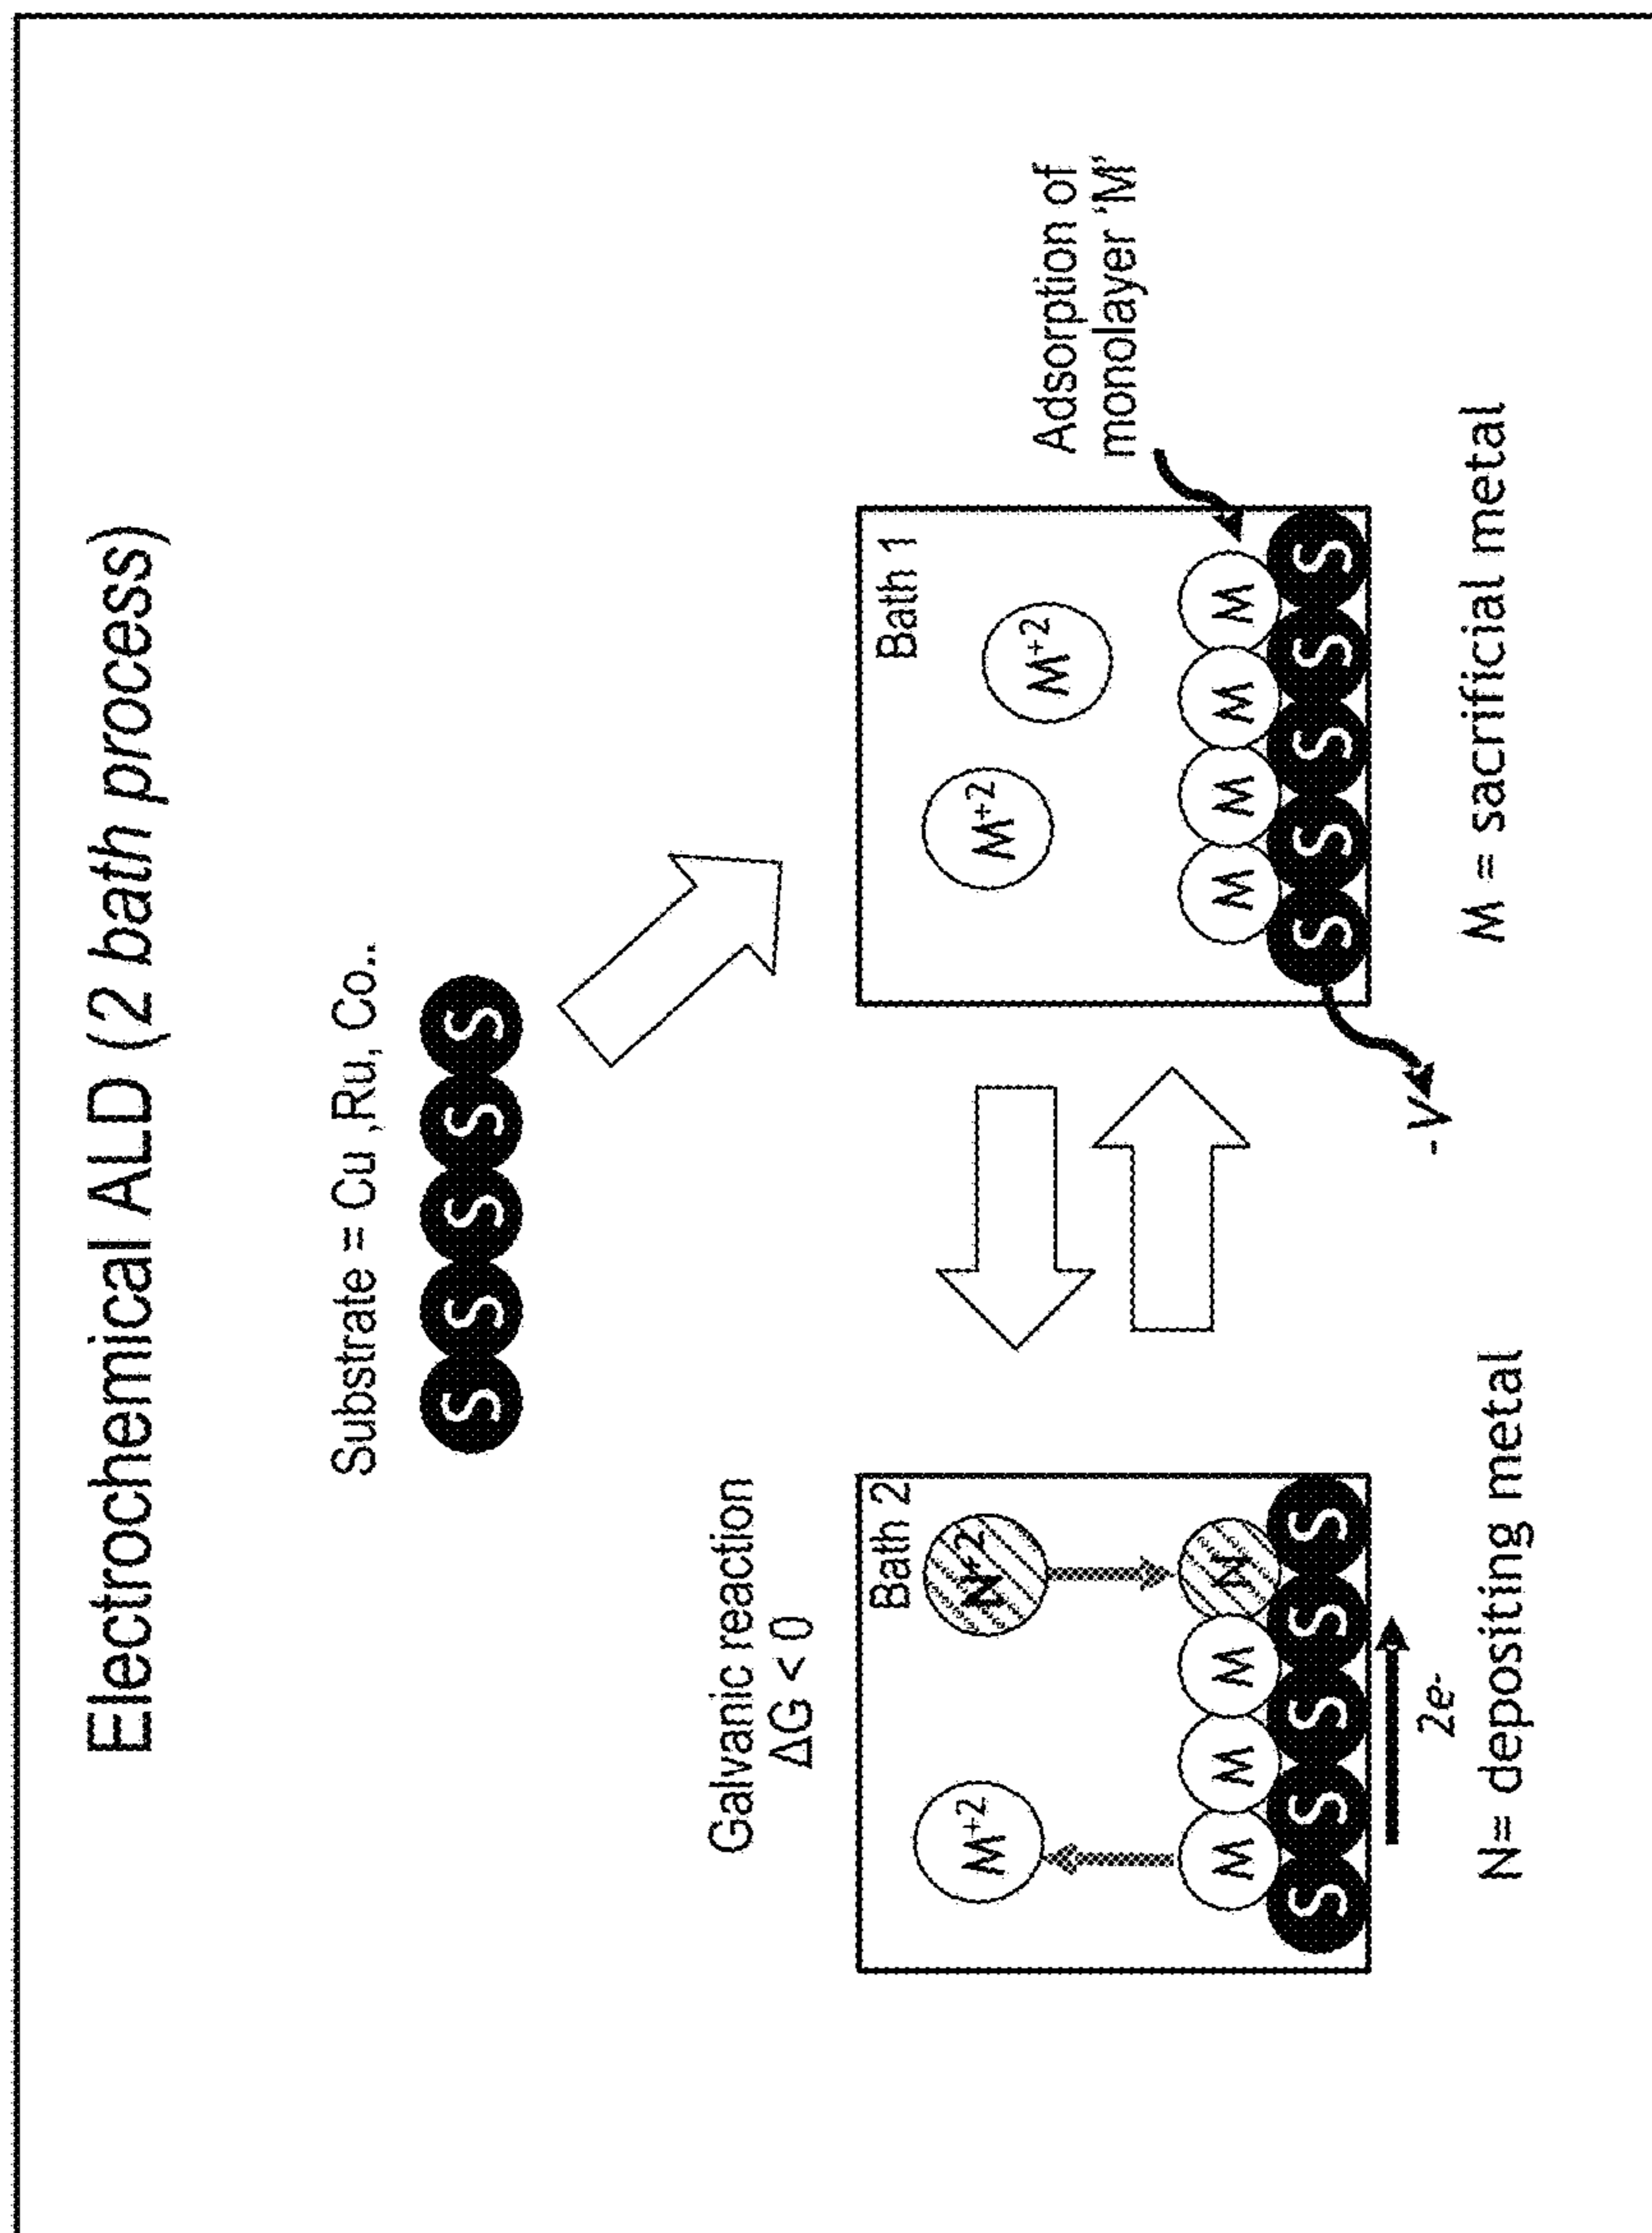 Electrochemical ALD (2 bath process)
Substrate = Cu ,Ru, Co..
S S S S S
Galvanic reaction
ΔG < 0
Bath 2
M+2
N+2
M M M N
S S S S S
2e-
N= depositing metal
Bath 1
M+2
M+2
M M M M
S S S S S
-V
Adsorption of
monolayer 'M'
M = sacrificial metal